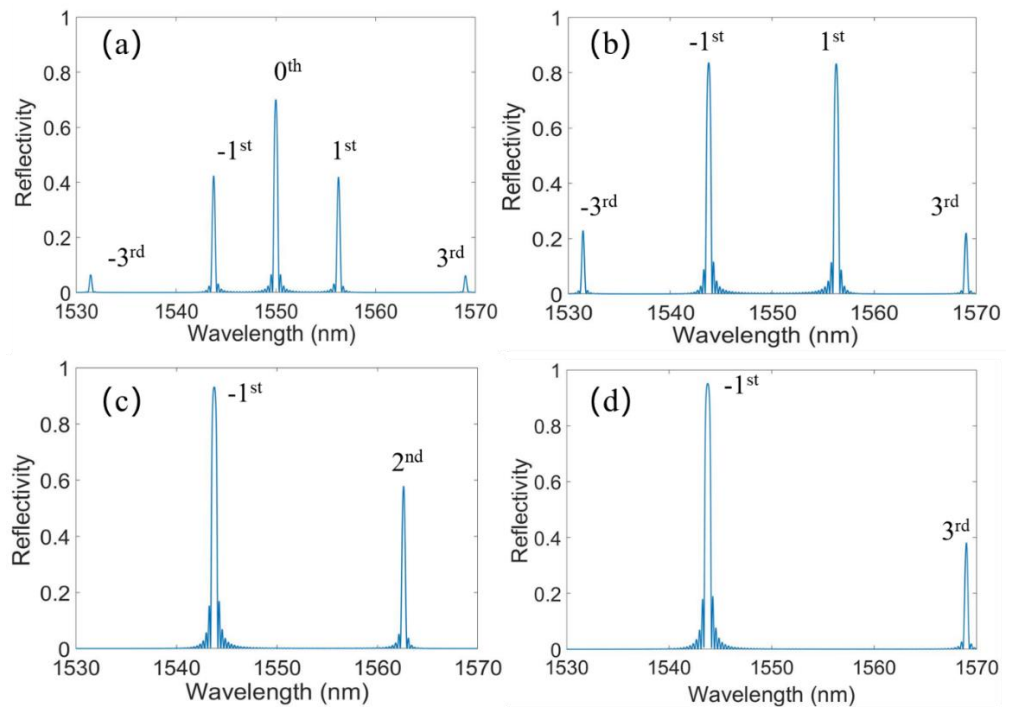 (a)
0th
-1st
1st
-3rd
3rd
Reflectivity
1
0.8
0.6
0.4
0.2
0
1530
1540
1550
1560
1570
Wavelength (nm)
(b)
-1st
1st
-3rd
3rd
Reflectivity
1
0.8
0.6
0.4
0.2
0
1530
1540
1550
1560
1570
Wavelength (nm)
(c)
-1st
2nd
Reflectivity
1
0.8
0.6
0.4
0.2
0
1530
1540
1550
1560
1570
Wavelength (nm)
(d)
-1st
3rd
Reflectivity
1
0.8
0.6
0.4
0.2
0
1530
1540
1550
1560
1570
Wavelength (nm)